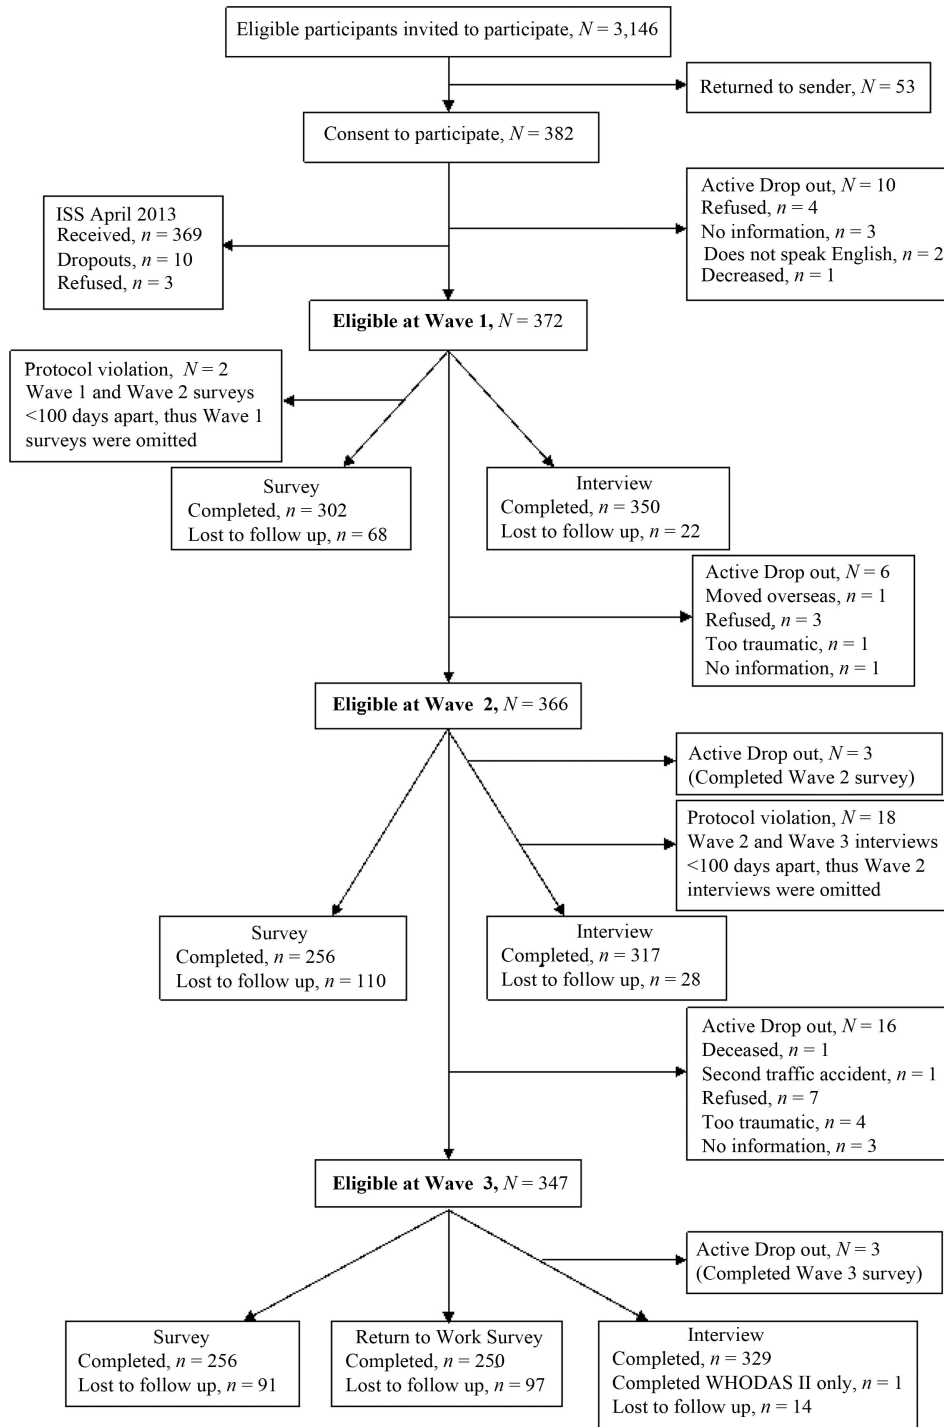 Eligible participants invited to participate, N = 3,146
Returned to sender, N = 53
Consent to participate, N = 382
Active Drop out, N = 10
Refused, n = 4
No information, n = 3
Does not speak English, n = 2
Decreased, n = 1
ISS April 2013
Received, n = 369
Dropouts, n = 10
Refused, n = 3
Eligible at Wave 1, N = 372
Protocol violation, N = 2
Wave 1 and Wave 2 surveys
<100 days apart, thus Wave 1
surveys were omitted
Survey
Completed, n = 302
Lost to follow up, n = 68
Interview
Completed, n = 350
Lost to follow up, n = 22
Active Drop out, N = 6
Moved overseas, n = 1
Refused, n = 3
Too traumatic, n = 1
No information, n = 1
Eligible at Wave 2, N = 366
Active Drop out, N = 3
(Completed Wave 2 survey)
Protocol violation, N = 18
Wave 2 and Wave 3 interviews
<100 days apart, thus Wave 2
interviews were omitted
Survey
Completed, n = 256
Lost to follow up, n = 110
Interview
Completed, n = 317
Lost to follow up, n = 28
Active Drop out, N = 16
Deceased, n = 1
Second traffic accident, n = 1
Refused, n = 7
Too traumatic, n = 4
No information, n = 3
Eligible at Wave 3, N = 347
Active Drop out, N = 3
(Completed Wave 3 survey)
Survey
Completed, n = 256
Lost to follow up, n = 91
Return to Work Survey
Completed, n = 250
Lost to follow up, n = 97
Interview
Completed, n = 329
Completed WHODAS II only, n = 1
Lost to follow up, n = 14